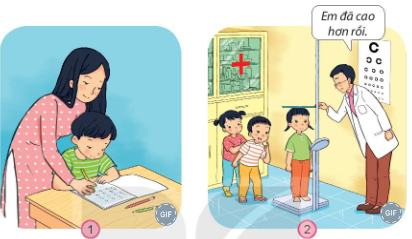 Em đã cao
hơn rồi.
C
1
GIF
2
GIF